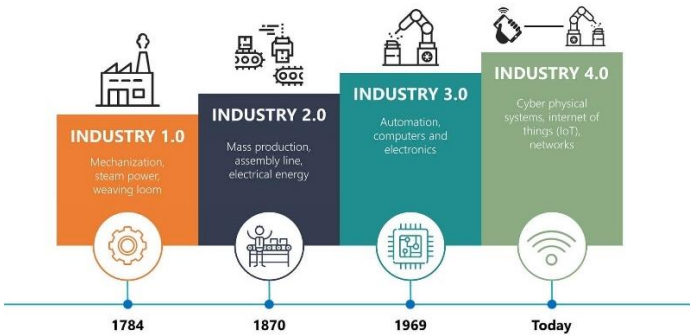 INDUSTRY 1.0
Mechanization,
steam power,
weaving loom
INDUSTRY 2.0
Mass production,
assembly line,
electrical energy
INDUSTRY 3.0
Automation,
computers and
electronics
INDUSTRY 4.0
Cyber physical
systems, internet of
things (IoT),
networks
1784
1870
1969
Today